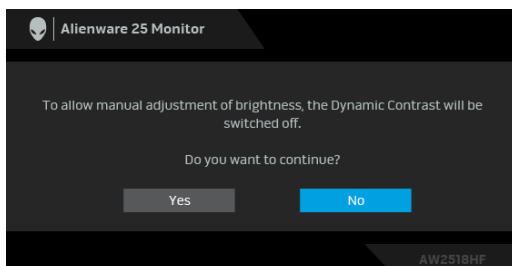 Alienware 25 Monitor
To allow manual adjustment of brightness, the Dynamic Contrast will be
switched off.
Do you want to continue?
Yes No
AW2518HF